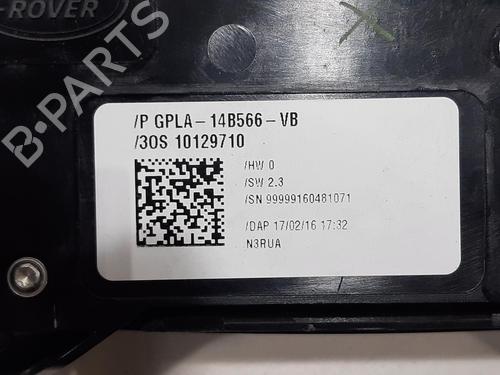 -ROVER
/P GPLA-14B566-VB
/3OS 10129710
/HW 0
/SW 2.3
/SN 99999160481071
/DAP 17/02/16 17:32
N3RUA
B-PARTS